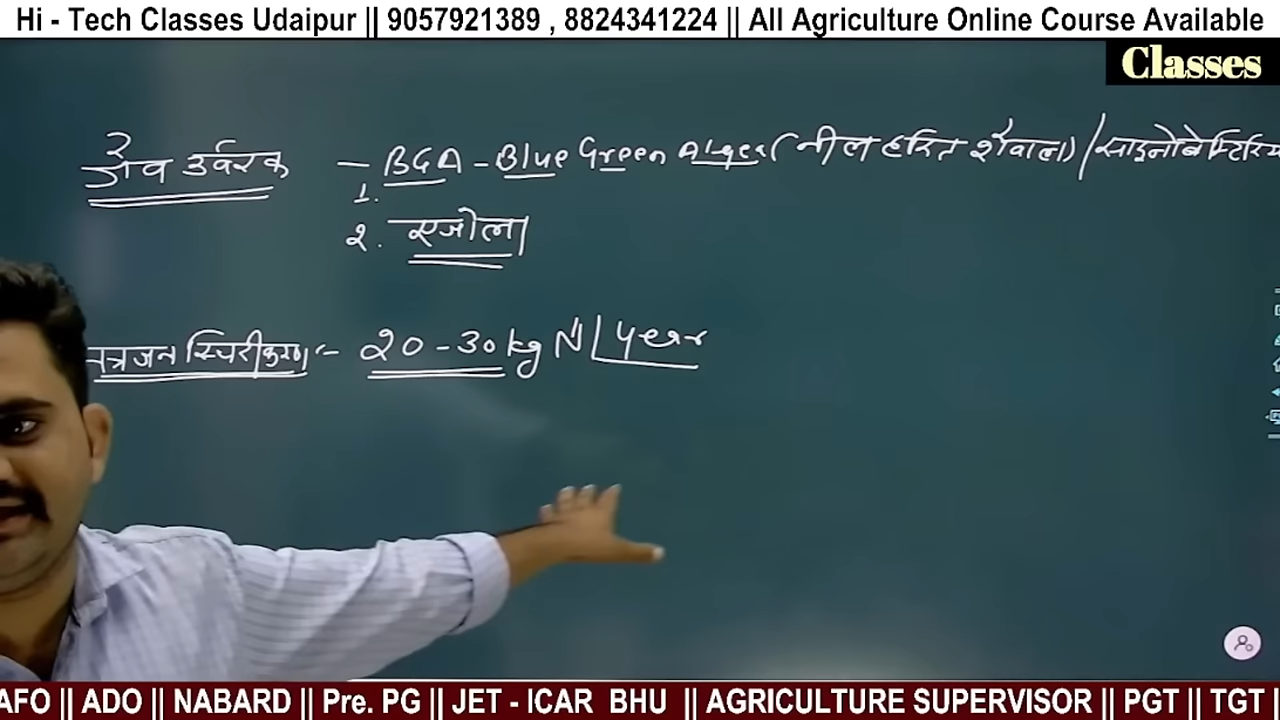 Hi - Tech Classes Udaipur || 9057921389 , 8824341224 || All Agriculture Online Course Available
Classes
जैव उर्वरक — BGA - Blue Green Algee ( नील हरित शैवाल) / साइनोबेक्टिरिय
1.
2. एजोला
नत्रजन स्थिरीकरण :- 20 - 30 kg N / Year
AFO || ADO || NABARD || Pre. PG || JET - ICAR BHU || AGRICULTURE SUPERVISOR || PGT || TGT ||